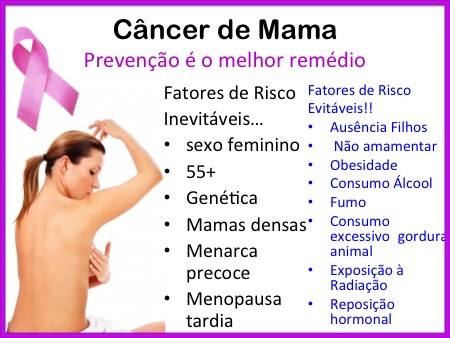 Câncer de Mama
Prevenção é o melhor remédio
Fatores de Risco
Inevitáveis...
• sexo feminino
• 55+
• Genética
• Mamas densas
• Menarca
precoce
• Menopausa
tardia
Fatores de Risco
Evitáveis!!
• Ausência Filhos
• Não amamentar
• Obesidade
• Consumo Álcool
• Fumo
• Consumo
excessivo gordura
animal
• Exposição à
Radiação
• Reposição
hormonal